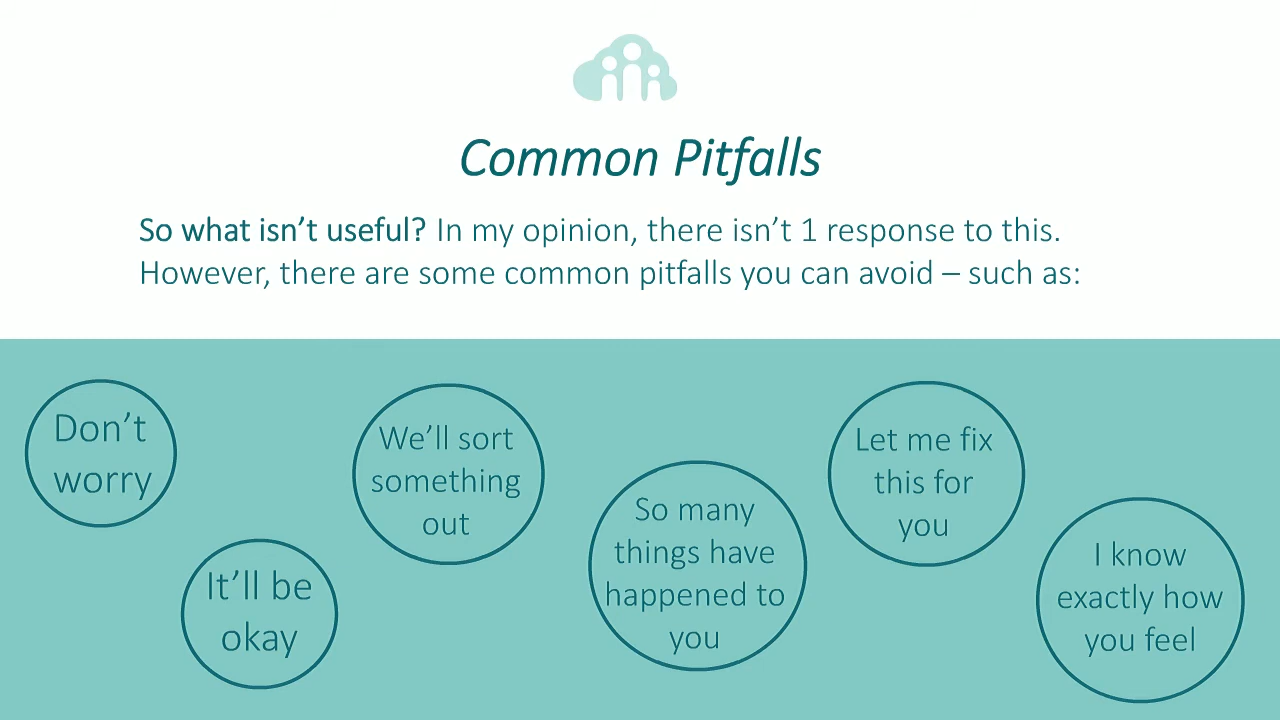 Common Pitfalls
So what isn’t useful? In my opinion, there isn’t 1 response to this.
However, there are some common pitfalls you can avoid – such as:
Don’t
worry
It’ll be
okay
We’ll sort
something
out
So many
things have
happened to
you
Let me fix
this for
you
I know
exactly how
you feel